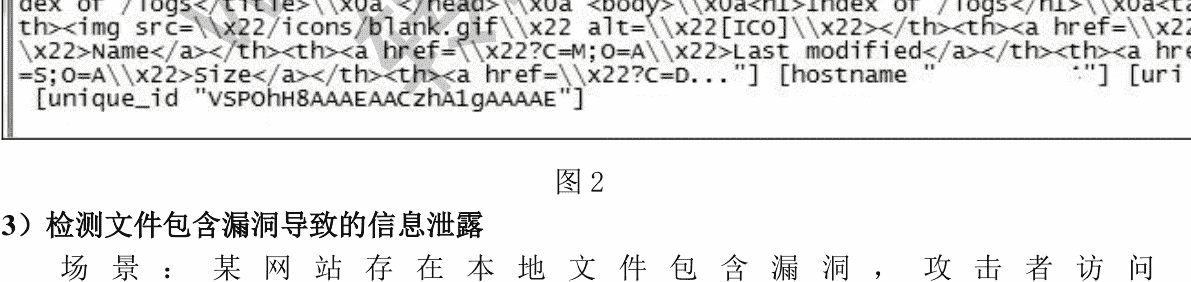 dex of /logs</title>\\x0a </head>\\x0a <body>\\x0a<h1>Index of /logs</h1>\\x0a<ta
th><img src=\\x22/icons/blank.gif\\x22 alt=\\x22[ICO]\\x22></th><th><a href=\\x22
\x22>Name</a></th><th><a href=\\x22?C=M;O=A\\x22>Last modified</a></th><th><a hre
=S;O=A\\x22>Size</a></th><th><a href=\\x22?C=D..."] [hostname " "] [uri
[unique_id "VSPOhH8AAAEAACzhA1gAAAAE"]
图 2
3）检测文件包含漏洞导致的信息泄露
场景：某网站存在本地文件包含漏洞，攻击者访问